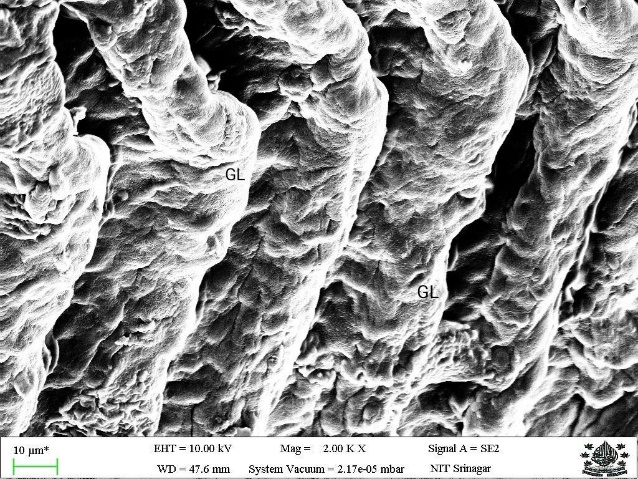 GL
GL
10 µm*
EHT = 10.00 kV
Mag = 2.00 K X
Signal A = SE2
WD = 47.6 mm
System Vacuum = 2.17e-05 mbar
NIT Srinagar